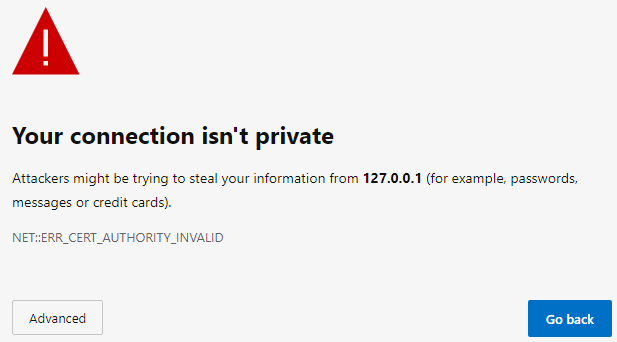 Your connection isn't private
Attackers might be trying to steal your information from 127.0.0.1 (for example, passwords,
messages or credit cards).
NET::ERR_CERT_AUTHORITY_INVALID
Advanced
Go back